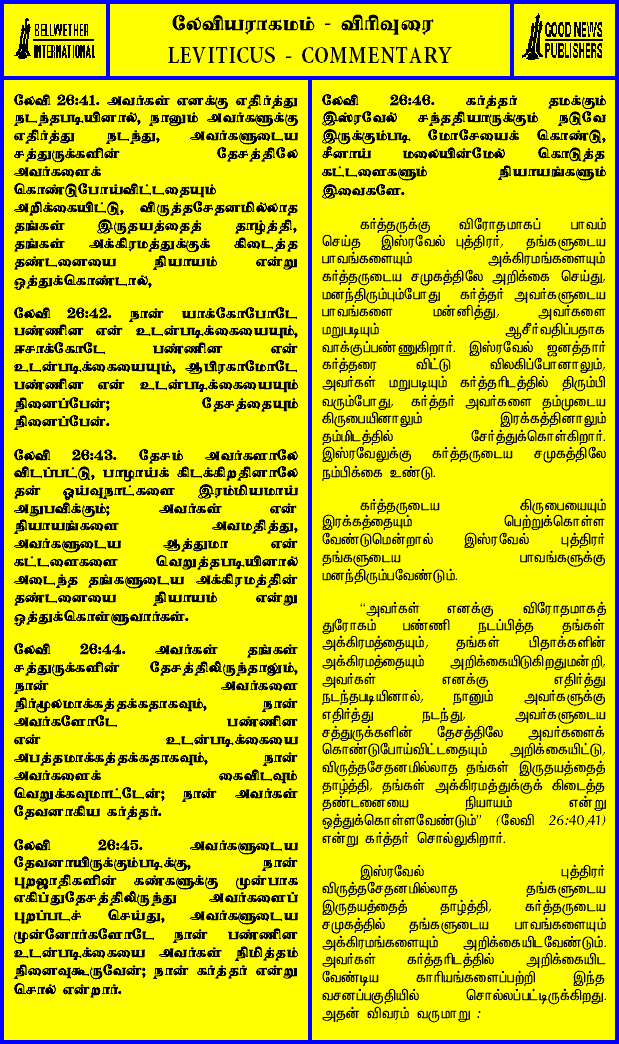 BELLWETHER
INTERNATIONAL
லேவியராகமம் - விரிவுரை
LEVITICUS - COMMENTARY
GOOD NEWS
PUBLISHERS
லேவி 26:41. அவர்கள் எனக்கு எதிர்த்து
நடந்தபடியினால், நானும் அவர்களுக்கு
எதிர்த்து நடந்து, அவர்களுடைய
சத்துருக்களின் தேசத்திலே
அவர்களைக்
கொண்டுபோய்விட்டதையும்
அறிக்கையிட்டு, விருத்தசேதனமில்லாத
தங்கள் இருதயத்தைத் தாழ்த்தி,
தங்கள் அக்கிரமத்துக்குக் கிடைத்த
தண்டனையை நியாயம் என்று
ஒத்துக்கொண்டால்,
லேவி 26:42. நான் யாக்கோபோடே
பண்ணின என் உடன்படிக்கையையும்,
ஈசாக்கோடே பண்ணின என்
உடன்படிக்கையையும், ஆபிரகாமோடே
பண்ணின என் உடன்படிக்கையையும்
நினைப்பேன்; தேசத்தையும்
நினைப்பேன்.
லேவி 26:43. தேசம் அவர்களாலே
விடப்பட்டு, பாழாய்க் கிடக்கிறதினாலே
தன் ஓய்வுநாட்களை இரம்மியமாய்
அநுபவிக்கும்; அவர்கள் என்
நியாயங்களை அவமதித்து,
அவர்களுடைய ஆத்துமா என்
கட்டளைகளை வெறுத்தபடியினால்
அடைந்த தங்களுடைய அக்கிரமத்தின்
தண்டனையை நியாயம் என்று
ஒத்துக்கொள்ளுவார்கள்.
லேவி 26:44. அவர்கள் தங்கள்
சத்துருக்களின் தேசத்திலிருந்தாலும்,
நான் அவர்களை
நிர்மூலமாக்கத்தக்கதாகவும், நான்
அவர்களோடே பண்ணின
என் உடன்படிக்கையை
அபத்தமாக்கத்தக்கதாகவும், நான்
அவர்களைக் கைவிடவும்
வெறுக்கவுமாட்டேன்; நான் அவர்கள்
தேவனாகிய கர்த்தர்.
லேவி 26:45. அவர்களுடைய
தேவனாயிருக்கும்படிக்கு, நான்
புறஜாதிகளின் கண்களுக்கு முன்பாக
எகிப்துதேசத்திலிருந்து அவர்களைப்
புறப்படச் செய்து, அவர்களுடைய
முன்னோர்களோடே நான் பண்ணின
உடன்படிக்கையை அவர்கள் நிமித்தம்
நினைவுகூருவேன்; நான் கர்த்தர் என்று
சொல் என்றார்.
லேவி 26:46. கர்த்தர் தமக்கும்
இஸ்ரவேல் சந்ததியாருக்கும் நடுவே
இருக்கும்படி மோசேயைக் கொண்டு,
சீனாய் மலையின்மேல் கொடுத்த
கட்டளைகளும் நியாயங்களும்
இவைகளே.
கர்த்தருக்கு விரோதமாகப் பாவம்
செய்த இஸ்ரவேல் புத்திரர், தங்களுடைய
பாவங்களையும் அக்கிரமங்களையும்
கர்த்தருடைய சமுகத்திலே அறிக்கை செய்து,
மனந்திரும்பும்போது கர்த்தர் அவர்களுடைய
பாவங்களை மன்னித்து, அவர்களை
மறுபடியும் ஆசீர்வதிப்பதாக
வாக்குப்பண்ணுகிறார். இஸ்ரவேல் ஜனத்தார்
கர்த்தரை விட்டு விலகிப்போனாலும்,
அவர்கள் மறுபடியும் கர்த்தரிடத்தில் திரும்பி
வரும்போது, கர்த்தர் அவர்களை தம்முடைய
கிருபையினாலும் இரக்கத்தினாலும்
தம்மிடத்தில் சேர்த்துக்கொள்கிறார்.
இஸ்ரவேலுக்கு கர்த்தருடைய சமுகத்திலே
நம்பிக்கை உண்டு.
கர்த்தருடைய கிருபையையும்
இரக்கத்தையும் பெற்றுக்கொள்ள
வேண்டுமென்றால் இஸ்ரவேல் புத்திரர்
தங்களுடைய பாவங்களுக்கு
மனந்திரும்பவேண்டும்.
“அவர்கள் எனக்கு விரோதமாகத்
துரோகம் பண்ணி நடப்பித்த தங்கள்
அக்கிரமத்தையும், தங்கள் பிதாக்களின்
அக்கிரமத்தையும் அறிக்கையிடுகிறதுமன்றி,
அவர்கள் எனக்கு எதிர்த்து
நடந்தபடியினால், நானும் அவர்களுக்கு
எதிர்த்து நடந்து, அவர்களுடைய
சத்துருக்களின் தேசத்திலே அவர்களைக்
கொண்டுபோய்விட்டதையும் அறிக்கையிட்டு,
விருத்தசேதனமில்லாத தங்கள் இருதயத்தைத்
தாழ்த்தி, தங்கள் அக்கிரமத்துக்குக் கிடைத்த
தண்டனையை நியாயம் என்று
ஒத்துக்கொள்ளவேண்டும்” (லேவி 26:40,41)
என்று கர்த்தர் சொல்லுகிறார்.
இஸ்ரவேல் புத்திரர்
விருத்தசேதனமில்லாத தங்களுடைய
இருதயத்தைத் தாழ்த்தி, கர்த்தருடைய
சமுகத்தில் தங்களுடைய பாவங்களையும்
அக்கிரமங்களையும் அறிக்கையிடவேண்டும்.
அவர்கள் கர்த்தரிடத்தில் அறிக்கையிட
வேண்டிய காரியங்களைப்பற்றி இந்த
வசனப்பகுதியில் சொல்லப்பட்டிருக்கிறது.
அதன் விவரம் வருமாறு :